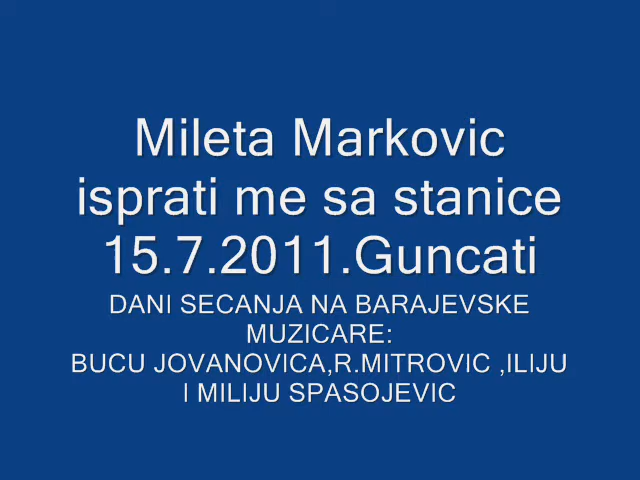 Mileta Markovic
isprati me sa stanice
15.7.2011.Guncati
DANI SECANJA NA BARAJEVSKE
MUZICARE:
BUCU JOVANOVICA,R.MITROVIC ,ILIJU
I MILIJU SPASOJEVIC